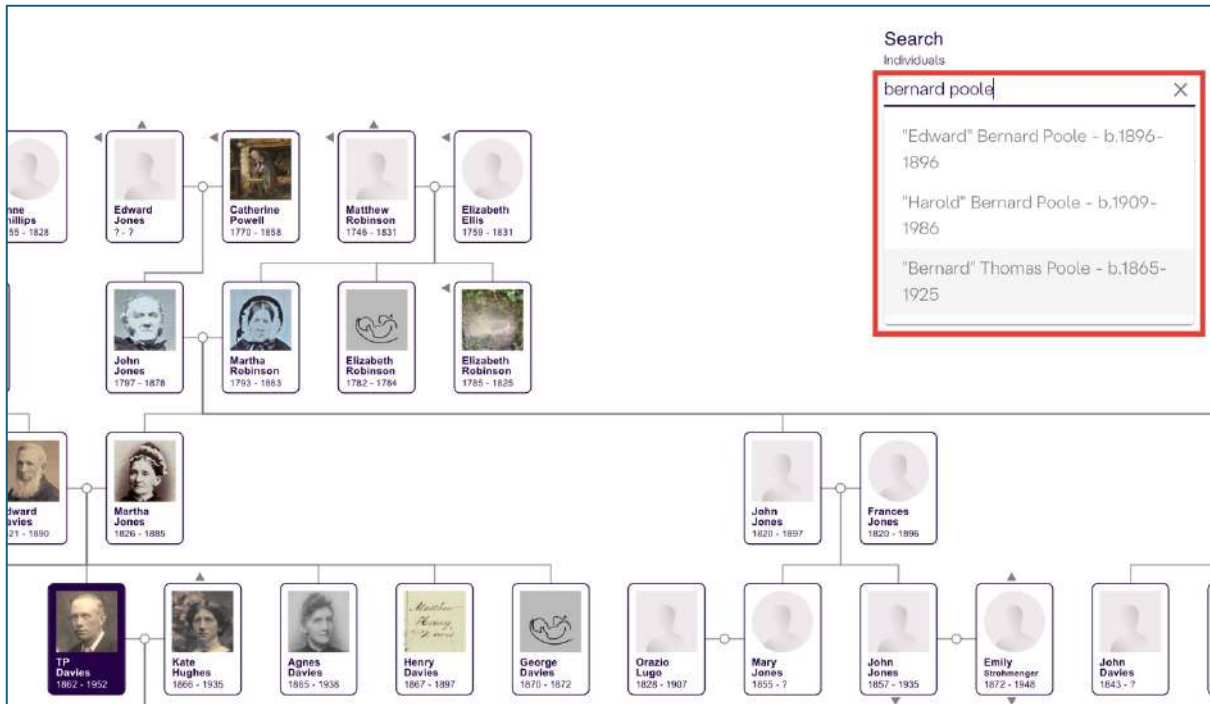 Search
Individuals
bernard poole
"Edward" Bernard Poole - b.1896-
1896
"Harold" Bernard Poole - b.1909-
1986
"Bernard" Thomas Poole - b.1865-
1925
Edward
Jones
? - ?
Catherine
Powell
1770 - 1858
Matthew
Robinson
1746 - 1831
Elizabeth
Ellis
1759 - 1831
John
Jones
1797 - 1878
Martha
Robinson
1793 - 1863
Elizabeth
Robinson
1782 - 1784
Elizabeth
Robinson
1785 - 1825
Martha
Jones
1826 - 1885
John
Jones
1820 - 1897
Frances
Jones
1820 - 1896
TP
Davies
1862 - 1952
Kate
Hughes
1866 - 1935
Agnes
Davies
1865 - 1938
Matthew
Henry
Henry
Davies
1867 - 1897
George
Davies
1870 - 1872
Orazio
Lugo
1828 - 1907
Mary
Jones
1855 - ?
John
Jones
1857 - 1935
Emily
Strohmenger
1872 - 1948
John
Davies
1843 - ?